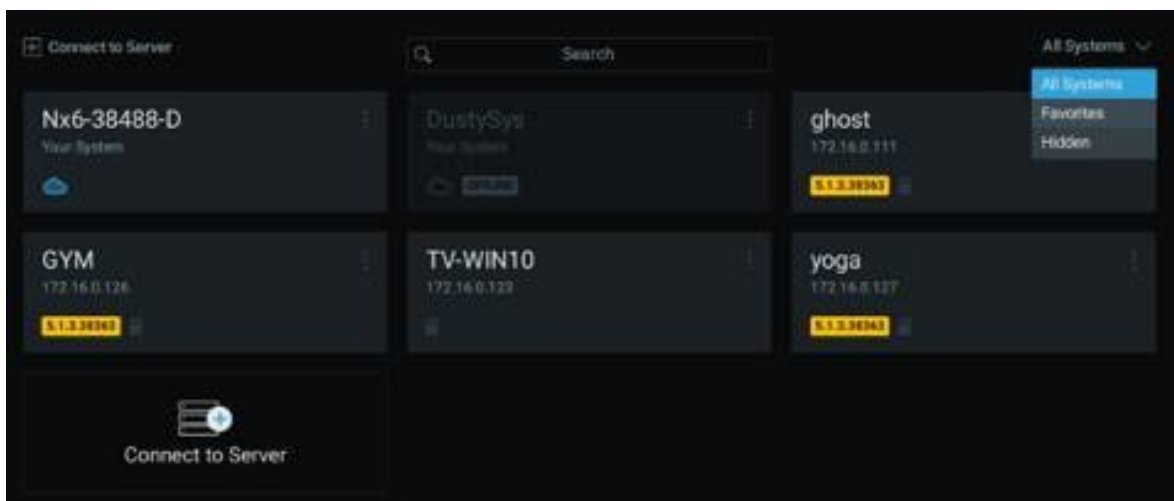 Connect to Server
Search
All Systems
All Systems
Favorites
Hidden
Nx6-38488-D
Your System
DustySys
Your System
OFFLINE
ghost
172.16.0.111
5.1.3.38363
GYM
172.16.0.126
5.1.3.38363
TV-WIN10
172.16.0.123
yoga
172.16.0.127
5.1.3.38363
Connect to Server